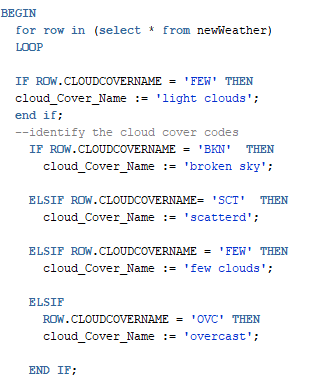 BEGIN
for row in (select * from newWeather)
LOOP
IF ROW.CLOUDCOVERNAME = 'FEW' THEN
cloud_Cover_Name := 'light clouds';
end if;
--identify the cloud cover codes
IF ROW.CLOUDCOVERNAME = 'BKN' THEN
cloud_Cover_Name := 'broken sky';
ELSIF ROW.CLOUDCOVERNAME= 'SCT' THEN
cloud_Cover_Name := 'scatterd';
ELSIF ROW.CLOUDCOVERNAME = 'FEW' THEN
cloud_Cover_Name := 'few clouds';
ELSIF
ROW.CLOUDCOVERNAME = 'OVC' THEN
cloud_Cover_Name := 'overcast';
END IF;